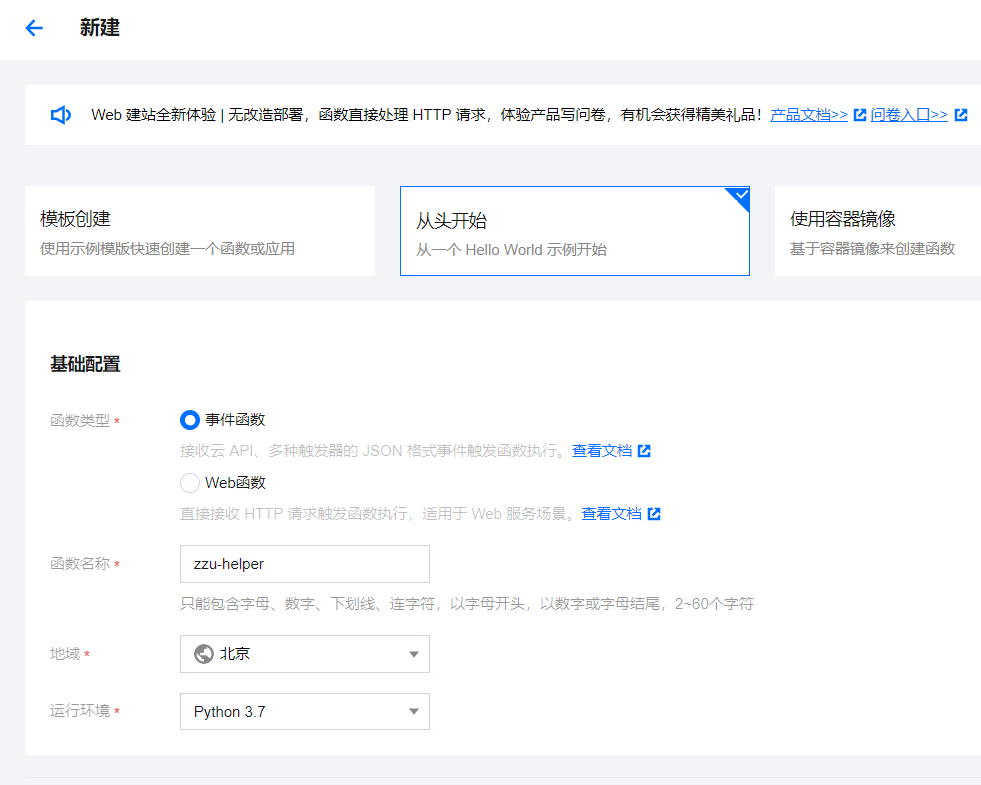 新建
Web 建站全新体验 | 无改造部署，函数直接处理 HTTP 请求，体验产品写问卷，有机会获得精美礼品！产品文档>> 问卷入口>>
模板创建
使用示例模版快速创建一个函数或应用
从头开始
从一个 Hello World 示例开始
使用容器镜像
基于容器镜像来创建函数
基础配置
函数类型 * 事件函数
接收云 API、多种触发器的 JSON 格式事件触发函数执行。查看文档
Web函数
直接接收 HTTP 请求触发函数执行，适用于 Web 服务场景。查看文档
函数名称 * zzu-helper
只能包含字母、数字、下划线、连字符，以字母开头，以数字或字母结尾，2~60个字符
地域 * 北京
运行环境 * Python 3.7